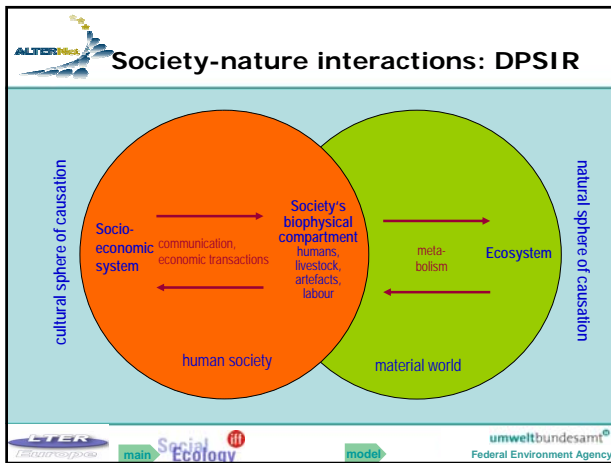 ALTERNet
Society-nature interactions: DPSIR
cultural sphere of causation
natural sphere of causation
Socio-
economic
system
communication,
economic transactions
Society's
biophysical
compartment
humans,
livestock,
artefacts,
labour
meta-
bolism
Ecosystem
human society
material world
LTER
main
Social
Ecology
iff
model
umweltbundesamt
Federal Environment Agency